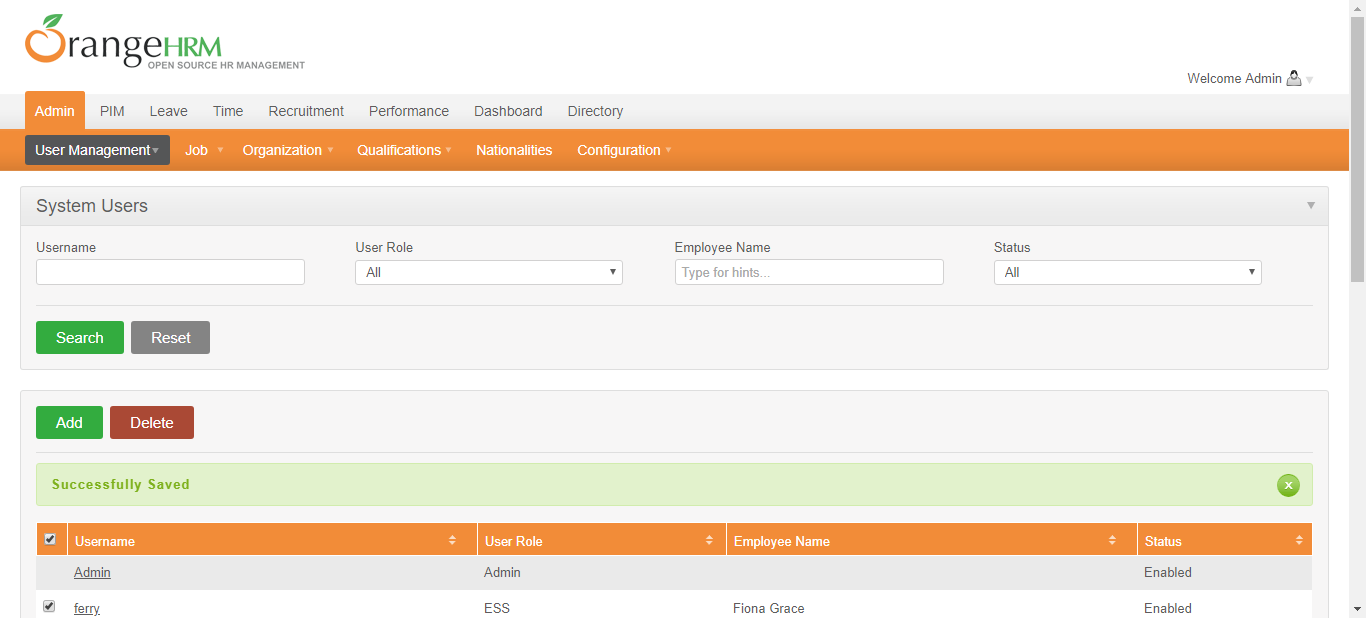 OrangeHRM
OPEN SOURCE HR MANAGEMENT
Welcome Admin
Admin PIM Leave Time Recruitment Performance Dashboard Directory
User Management Job Organization Qualifications Nationalities Configuration
System Users
Username User Role Employee Name Status
All Type for hints... All
Search Reset
Add Delete
Successfully Saved x
Username User Role Employee Name Status
Admin Admin Enabled
ferry ESS Fiona Grace Enabled